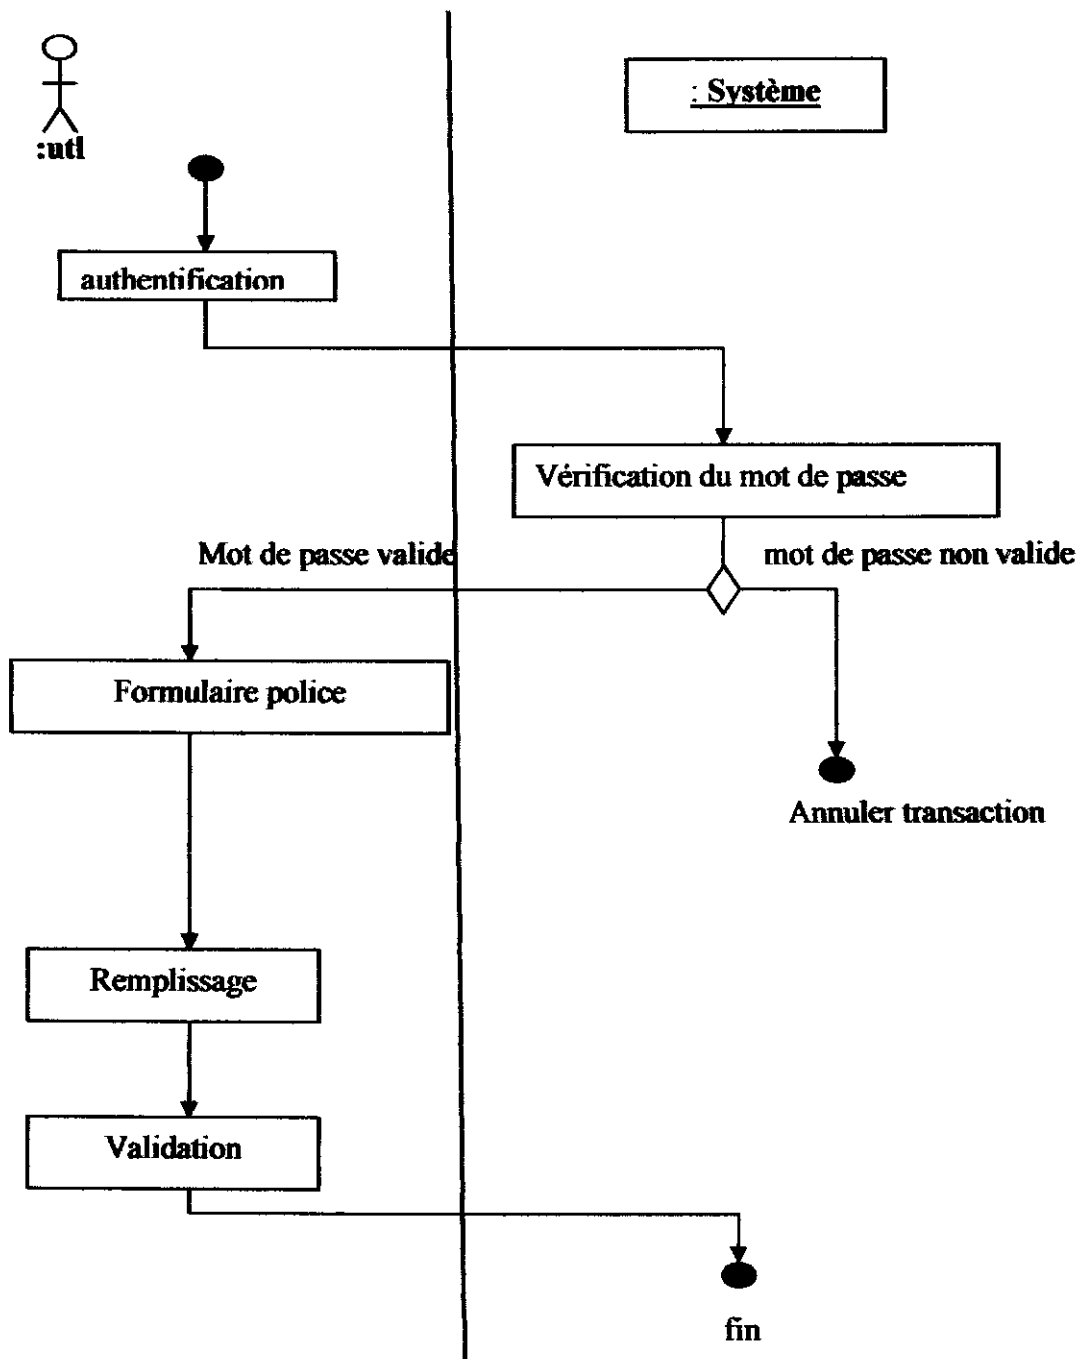 : Système
:utl
authentification
Vérification du mot de passe
Mot de passe valide
mot de passe non valide
Formulaire police
Annuler transaction
Remplissage
Validation
fin